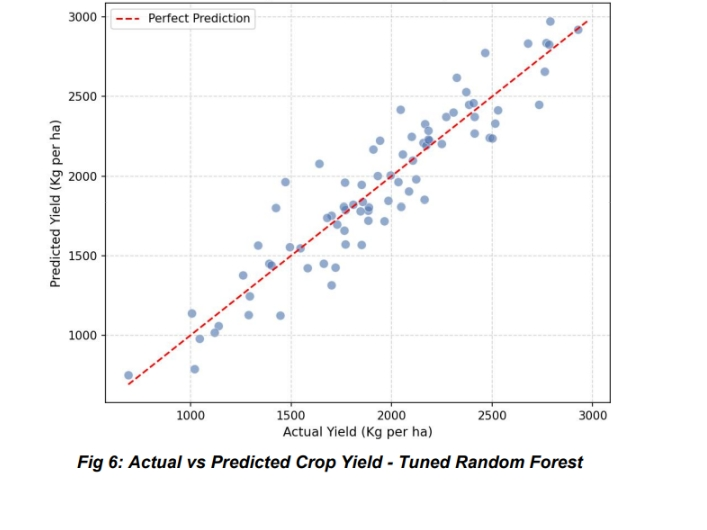 3000
Perfect Prediction
2500
2000
1500
1000
Predicted Yield (Kg per ha)
1000 1500 2000 2500 3000
Actual Yield (Kg per ha)
Fig 6: Actual vs Predicted Crop Yield - Tuned Random Forest